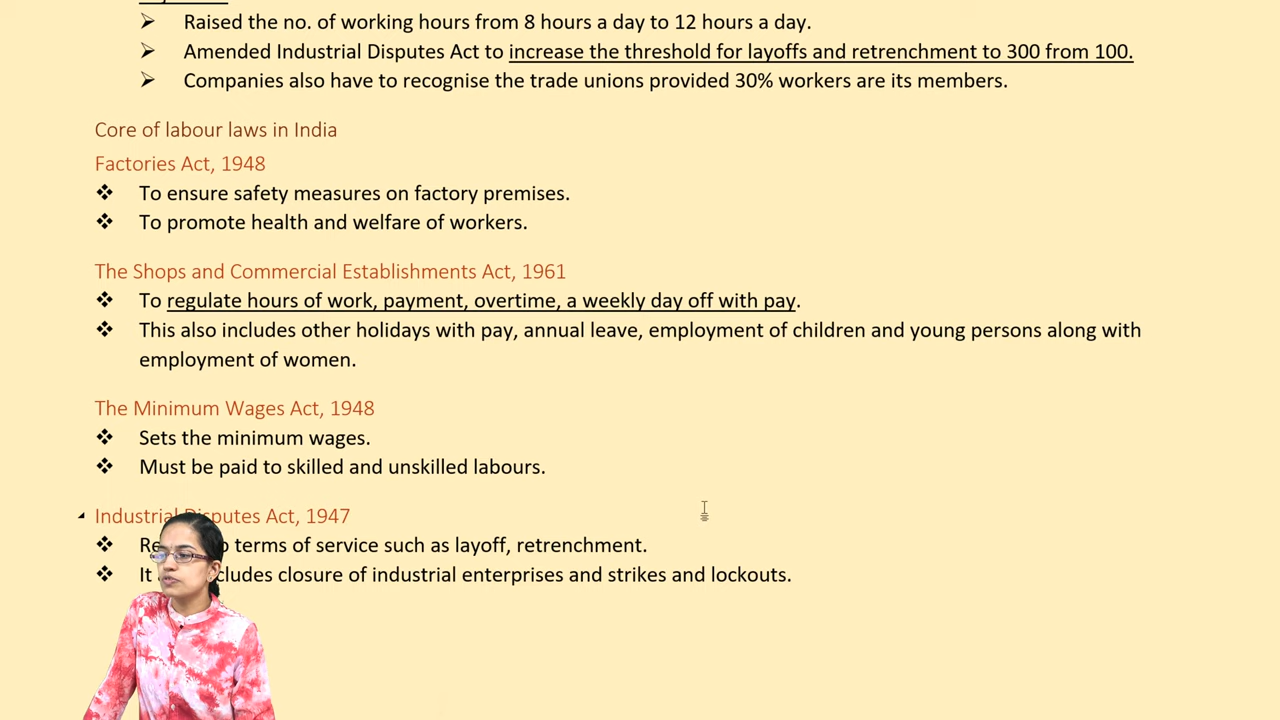 ➢ Raised the no. of working hours from 8 hours a day to 12 hours a day.
➢ Amended Industrial Disputes Act to increase the threshold for layoffs and retrenchment to 300 from 100.
➢ Companies also have to recognise the trade unions provided 30% workers are its members.
Core of labour laws in India
Factories Act, 1948
❖ To ensure safety measures on factory premises.
❖ To promote health and welfare of workers.
The Shops and Commercial Establishments Act, 1961
❖ To regulate hours of work, payment, overtime, a weekly day off with pay.
❖ This also includes other holidays with pay, annual leave, employment of children and young persons along with
employment of women.
The Minimum Wages Act, 1948
❖ Sets the minimum wages.
❖ Must be paid to skilled and unskilled labours.
Industrial Disputes Act, 1947
❖ terms of service such as layoff, retrenchment.
❖ It closure of industrial enterprises and strikes and lockouts.